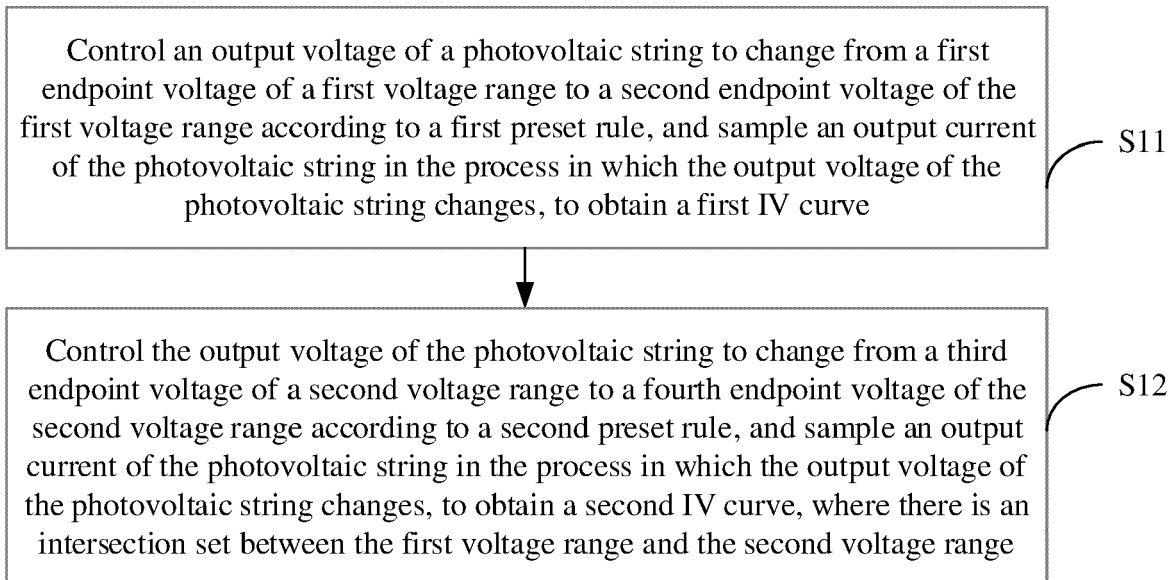 Control an output voltage of a photovoltaic string to change from a first
endpoint voltage of a first voltage range to a second endpoint voltage of the
first voltage range according to a first preset rule, and sample an output current
of the photovoltaic string in the process in which the output voltage of the
photovoltaic string changes, to obtain a first IV curve
S11
Control the output voltage of the photovoltaic string to change from a third
endpoint voltage of a second voltage range to a fourth endpoint voltage of the
second voltage range according to a second preset rule, and sample an output
current of the photovoltaic string in the process in which the output voltage of
the photovoltaic string changes, to obtain a second IV curve, where there is an
intersection set between the first voltage range and the second voltage range
S12